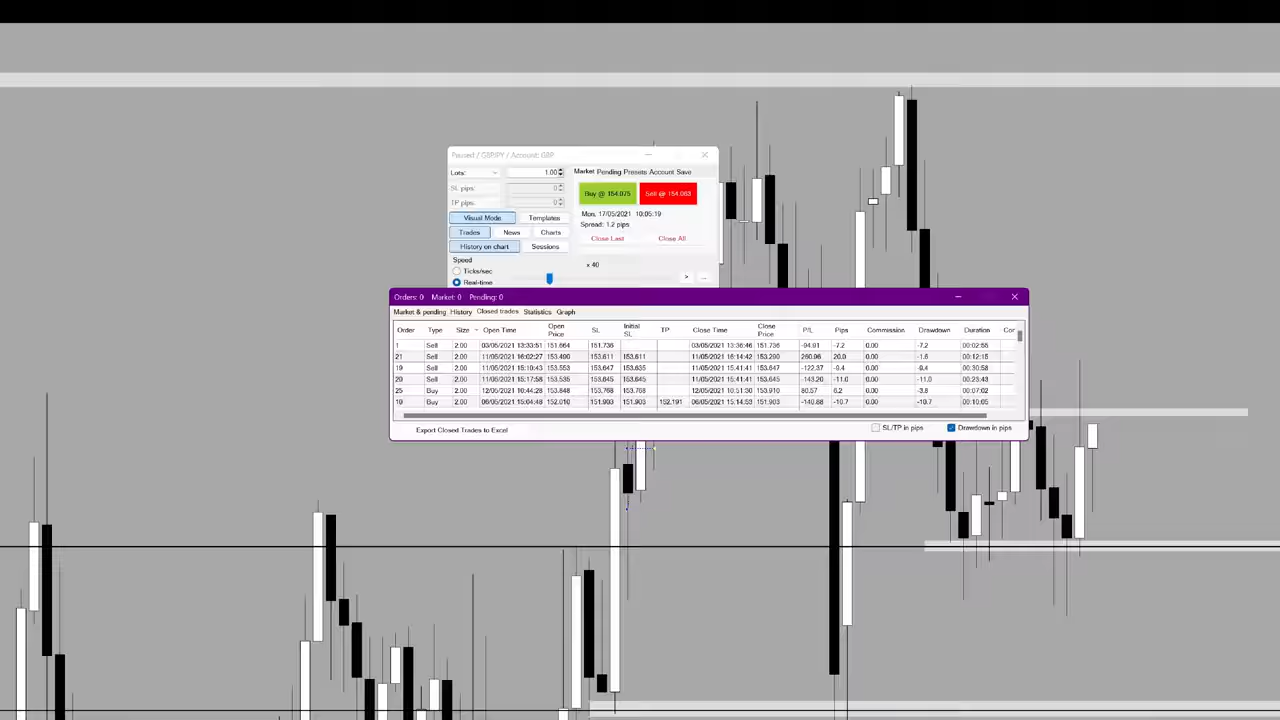 Paused / GBPJPY / Account: GBP
Lots: 1.00 Market Pending Presets Account Save
SL pips: 0 Buy @ 154.075 Sell @ 154.063
TP pips: 0
Visual Mode Templates Mon, 17/05/2021 10:05:19
Trades News Charts Spread: 1.2 pips
History on chart Sessions Close Last Close All
Speed x 40
Ticks/sec > ...
Real-time
Orders: 0 Market: 0 Pending: 0
Market & pending History Closed trades Statistics Graph
Order Type Size Open Time Open Price SL Initial SL TP Close Time Close Price P/L Pips Commission Drawdown Duration Cor
1 Sell 2.00 03/05/2021 13:33:51 151.664 151.736 03/05/2021 13:36:46 151.736 -94.91 -7.2 0.00 -7.2 00:02:55
21 Sell 2.00 11/05/2021 16:02:27 153.490 153.611 153.611 11/05/2021 16:14:42 153.290 260.96 20.0 0.00 -1.6 00:12:15
19 Sell 2.00 11/05/2021 15:10:43 153.553 153.647 153.635 11/05/2021 15:41:41 153.647 -122.37 -9.4 0.00 -9.4 00:30:58
20 Sell 2.00 11/05/2021 15:17:58 153.535 153.645 153.645 11/05/2021 15:41:41 153.645 -143.20 -11.0 0.00 -11.0 00:23:43
25 Buy 2.00 12/05/2021 16:44:28 153.848 153.768 153.768 12/05/2021 16:51:30 153.910 80.57 6.2 0.00 -3.8 00:07:02
10 Buy 2.00 06/05/2021 15:04:48 152.010 151.903 151.903 152.191 06/05/2021 15:14:53 151.903 -140.88 -10.7 0.00 -10.7 00:10:05
Export Closed Trades to Excel SL/TP in pips Drawdown in pips